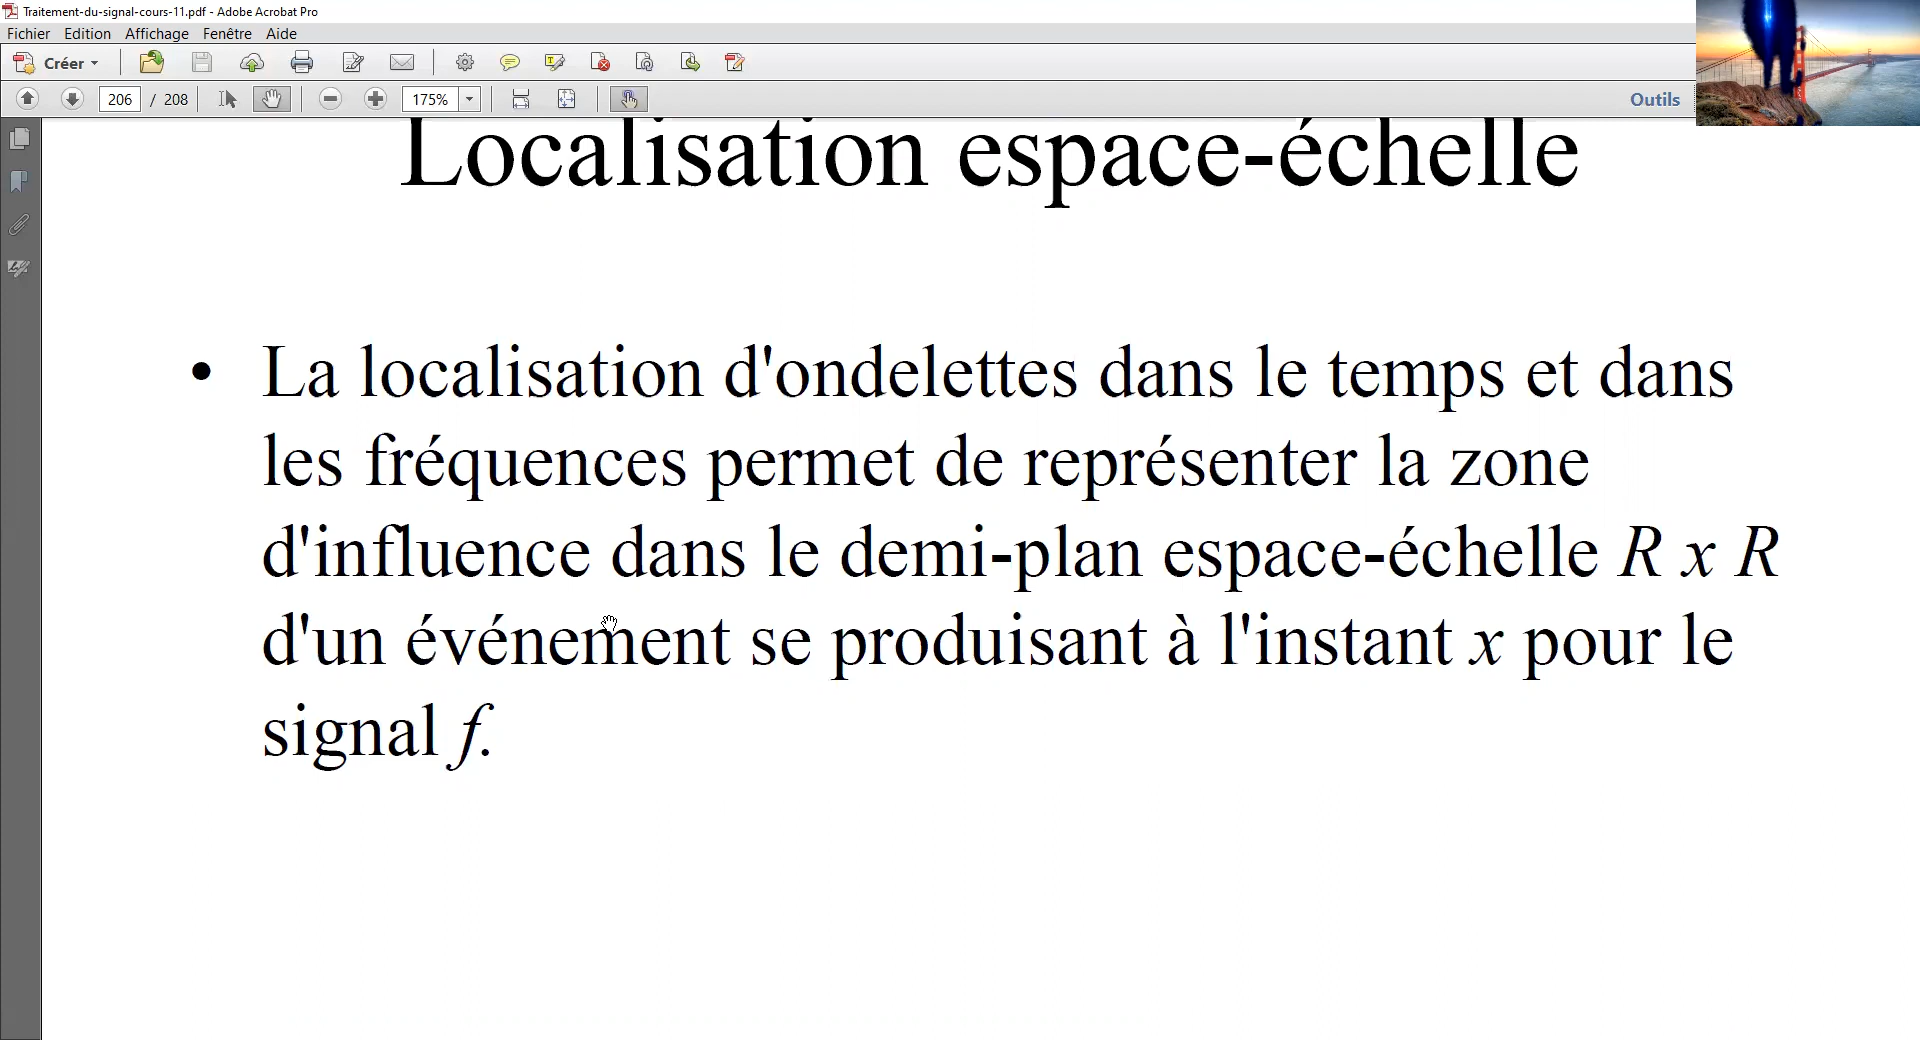 Traitement-du-signal-cours-11.pdf - Adobe Acrobat Pro
Fichier Edition Affichage Fenêtre Aide
Créer
206 / 208 175% Outils
Localisation espace-échelle
• La localisation d'ondelettes dans le temps et dans
les fréquences permet de représenter la zone
d'influence dans le demi-plan espace-échelle R x R
d'un événement se produisant à l'instant x pour le
signal f.